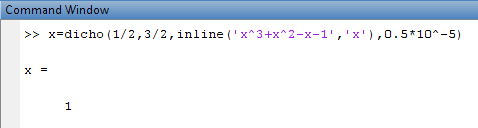 Command Window
>> x=dicho(1/2,3/2,inline('x^3+x^2-x-1','x'),0.5*10^-5)
x =
1